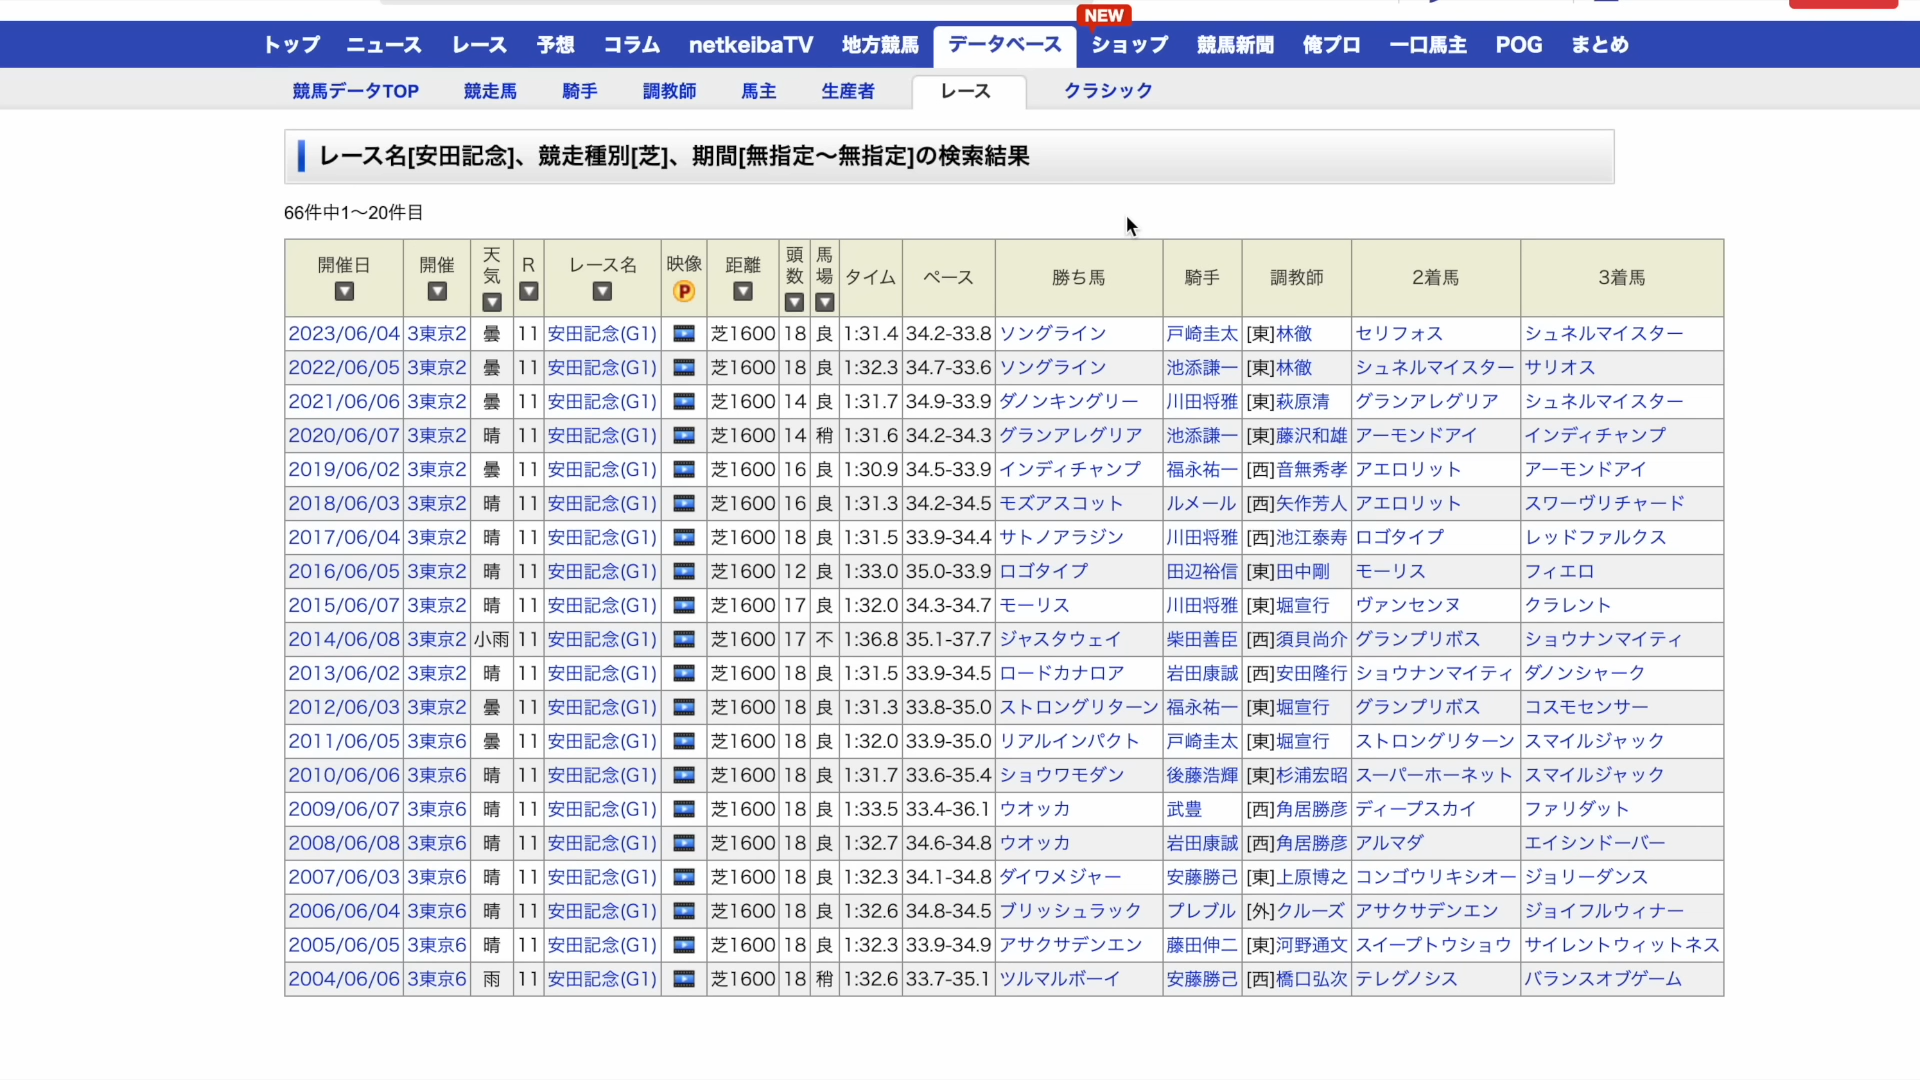 NEW
トップ ニュース レース 予想 コラム netkeibaTV 地方競馬 データベース ショップ 競馬新聞 俺プロ 一口馬主 POG まとめ
競馬データTOP 競走馬 騎手 調教師 馬主 生産者 レース クラシック
レース名[安田記念]、競走種別[芝]、期間[無指定～無指定]の検索結果
66件中1～20件目
開催日 開催 天気 R レース名 映像 P 距離 頭数 馬場 タイム ペース 勝ち馬 騎手 調教師 2着馬 3着馬
2023/06/04 3東京2 曇 11 安田記念(G1) 芝1600 18 良 1:31.4 34.2-33.8 ソングライン 戸崎圭太 [東]林徹 セリフォス シュネルマイスター
2022/06/05 3東京2 曇 11 安田記念(G1) 芝1600 18 良 1:32.3 34.7-33.6 ソングライン 池添謙一 [東]林徹 シュネルマイスター サリオス
2021/06/06 3東京2 曇 11 安田記念(G1) 芝1600 14 良 1:31.7 34.9-33.9 ダノンキングリー 川田将雅 [東]萩原清 グランアレグリア シュネルマイスター
2020/06/07 3東京2 晴 11 安田記念(G1) 芝1600 14 稍 1:31.6 34.2-34.3 グランアレグリア 池添謙一 [東]藤沢和雄 アーモンドアイ インディチャンプ
2019/06/02 3東京2 曇 11 安田記念(G1) 芝1600 16 良 1:30.9 34.5-33.9 インディチャンプ 福永祐一 [西]音無秀孝 アエロリット アーモンドアイ
2018/06/03 3東京2 晴 11 安田記念(G1) 芝1600 16 良 1:31.3 34.2-34.5 モズアスコット ルメール [西]矢作芳人 アエロリット スワーヴリチャード
2017/06/04 3東京2 晴 11 安田記念(G1) 芝1600 18 良 1:31.5 33.9-34.4 サトノアラジン 川田将雅 [西]池江泰寿 ロゴタイプ レッドファルクス
2016/06/05 3東京2 晴 11 安田記念(G1) 芝1600 12 良 1:33.0 35.0-33.9 ロゴタイプ 田辺裕信 [東]田中剛 モーリス フィエロ
2015/06/07 3東京2 晴 11 安田記念(G1) 芝1600 17 良 1:32.0 34.3-34.7 モーリス 川田将雅 [東]堀宣行 ヴァンセンヌ クラレント
2014/06/08 3東京2 小雨 11 安田記念(G1) 芝1600 17 不 1:36.8 35.1-37.7 ジャスタウェイ 柴田善臣 [西]須貝尚介 グランプリボス ショウナンマイティ
2013/06/02 3東京2 晴 11 安田記念(G1) 芝1600 18 良 1:31.5 33.9-34.5 ロードカナロア 岩田康誠 [西]安田隆行 ショウナンマイティ ダノンシャーク
2012/06/03 3東京2 曇 11 安田記念(G1) 芝1600 18 良 1:31.3 33.8-35.0 ストロングリターン 福永祐一 [東]堀宣行 グランプリボス コスモセンサー
2011/06/05 3東京6 曇 11 安田記念(G1) 芝1600 18 良 1:32.0 33.9-35.0 リアルインパクト 戸崎圭太 [東]堀宣行 ストロングリターン スマイルジャック
2010/06/06 3東京6 晴 11 安田記念(G1) 芝1600 18 良 1:31.7 33.6-35.4 ショウワモダン 後藤浩輝 [東]杉浦宏昭 スーパーホーネット スマイルジャック
2009/06/07 3東京6 晴 11 安田記念(G1) 芝1600 18 良 1:33.5 33.4-36.1 ウオッカ 武豊 [西]角居勝彦 ディープスカイ ファリダット
2008/06/08 3東京6 晴 11 安田記念(G1) 芝1600 18 良 1:32.7 34.6-34.8 ウオッカ 岩田康誠 [西]角居勝彦 アルマダ エイシンドーバー
2007/06/03 3東京6 晴 11 安田記念(G1) 芝1600 18 良 1:32.3 34.1-34.8 ダイワメジャー 安藤勝己 [東]上原博之 コンゴウリキシオー ジョリーダンス
2006/06/04 3東京6 晴 11 安田記念(G1) 芝1600 18 良 1:32.6 34.8-34.5 ブリッシュラック プレブル [外]クルーズ アサクサデンエン ジョイフルウィナー
2005/06/05 3東京6 晴 11 安田記念(G1) 芝1600 18 良 1:32.3 33.9-34.9 アサクサデンエン 藤田伸二 [東]河野通文 スイープトウショウ サイレントウィットネス
2004/06/06 3東京6 雨 11 安田記念(G1) 芝1600 18 稍 1:32.6 33.7-35.1 ツルマルボーイ 安藤勝己 [西]橋口弘次 テレグノシス バランスオブゲーム